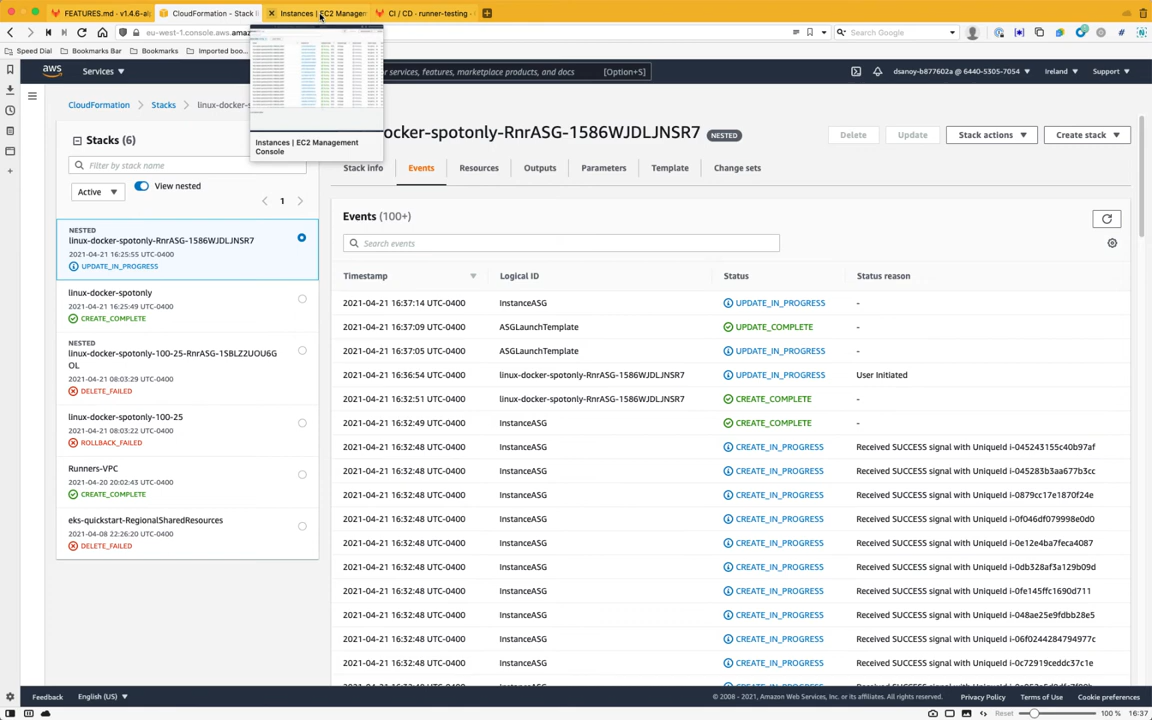 FEATURES.md - v1.4.6-alp
CloudFormation - Stack li
Instances | EC2 Managem
CI / CD · runner-testing ·
eu-west-1.console.aws.amaz
Search Google
Speed Dial
Bookmarks Bar
Bookmarks
Imported boo...
aws
Services
r services, features, marketplace products, and docs
[Option+S]
dsanoy-b877602a @ 6440-5305-7054
Ireland
Support
Instances | EC2 Management
Console
CloudFormation
Stacks
linux-docker-s
Stacks (6)
Filter by stack name
Active
View nested
1
NESTED
linux-docker-spotonly-RnrASG-1586WJDLJNSR7
2021-04-21 16:25:55 UTC-0400
UPDATE_IN_PROGRESS
linux-docker-spotonly
2021-04-21 16:25:49 UTC-0400
CREATE_COMPLETE
NESTED
linux-docker-spotonly-100-25-RnrASG-1SBLZ2UOU6G
OL
2021-04-21 08:03:29 UTC-0400
DELETE_FAILED
linux-docker-spotonly-100-25
2021-04-21 08:03:22 UTC-0400
ROLLBACK_FAILED
Runners-VPC
2021-04-20 20:02:43 UTC-0400
CREATE_COMPLETE
eks-quickstart-RegionalSharedResources
2021-04-08 22:26:20 UTC-0400
DELETE_FAILED
ocker-spotonly-RnrASG-1586WJDLJNSR7
NESTED
Delete
Update
Stack actions
Create stack
Stack info
Events
Resources
Outputs
Parameters
Template
Change sets
Events (100+)
Search events
Timestamp Logical ID Status Status reason
2021-04-21 16:37:14 UTC-0400 InstanceASG UPDATE_IN_PROGRESS -
2021-04-21 16:37:09 UTC-0400 ASGLaunchTemplate UPDATE_COMPLETE -
2021-04-21 16:37:05 UTC-0400 ASGLaunchTemplate UPDATE_IN_PROGRESS -
2021-04-21 16:36:54 UTC-0400 linux-docker-spotonly-RnrASG-1586WJDLJNSR7 UPDATE_IN_PROGRESS User Initiated
2021-04-21 16:32:51 UTC-0400 linux-docker-spotonly-RnrASG-1586WJDLJNSR7 CREATE_COMPLETE -
2021-04-21 16:32:49 UTC-0400 InstanceASG CREATE_COMPLETE -
2021-04-21 16:32:48 UTC-0400 InstanceASG CREATE_IN_PROGRESS Received SUCCESS signal with UniqueId i-045243155c40b97af
2021-04-21 16:32:48 UTC-0400 InstanceASG CREATE_IN_PROGRESS Received SUCCESS signal with UniqueId i-045283b3aa677b3cc
2021-04-21 16:32:48 UTC-0400 InstanceASG CREATE_IN_PROGRESS Received SUCCESS signal with UniqueId i-0879cc17e1870f24e
2021-04-21 16:32:48 UTC-0400 InstanceASG CREATE_IN_PROGRESS Received SUCCESS signal with UniqueId i-0f046df079998e0d0
2021-04-21 16:32:48 UTC-0400 InstanceASG CREATE_IN_PROGRESS Received SUCCESS signal with UniqueId i-0e12e4ba7feca4087
2021-04-21 16:32:48 UTC-0400 InstanceASG CREATE_IN_PROGRESS Received SUCCESS signal with UniqueId i-0db328af3a129b09d
2021-04-21 16:32:48 UTC-0400 InstanceASG CREATE_IN_PROGRESS Received SUCCESS signal with UniqueId i-0fe145ffc1690d711
2021-04-21 16:32:48 UTC-0400 InstanceASG CREATE_IN_PROGRESS Received SUCCESS signal with UniqueId i-048ae25e9fdbb28e5
2021-04-21 16:32:48 UTC-0400 InstanceASG CREATE_IN_PROGRESS Received SUCCESS signal with UniqueId i-06f0244284794977c
2021-04-21 16:32:48 UTC-0400 InstanceASG CREATE_IN_PROGRESS Received SUCCESS signal with UniqueId i-0c72919ceddc37c1e
Feedback
English (US)
© 2008 - 2021, Amazon Web Services, Inc. or its affiliates. All rights reserved.
Privacy Policy
Terms of Use
Cookie preferences
Reset
100 %
16:37